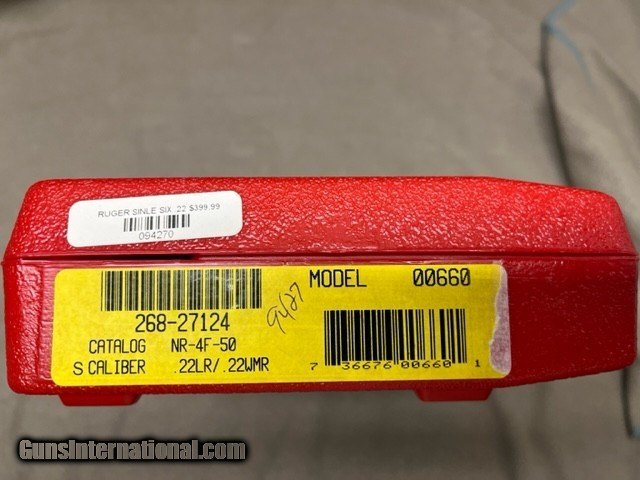 RUGER SINLE SIX .22 $399.99
094270
MODEL 00660
268-27124
CATALOG NR-4F-50
S CALIBER .22LR/.22WMR
7 36676 00660 1
GunsInternational.com